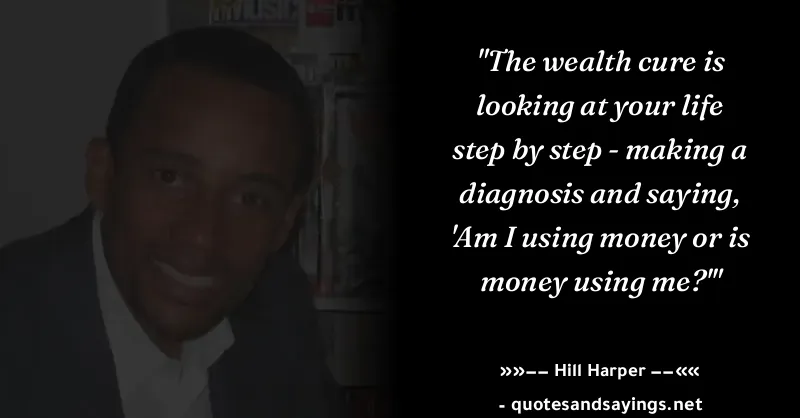 MUSIC
"The wealth cure is
looking at your life
step by step - making a
diagnosis and saying,
'Am I using money or is
money using me?'"
»»−− Hill Harper −−««
- quotesandsayings.net